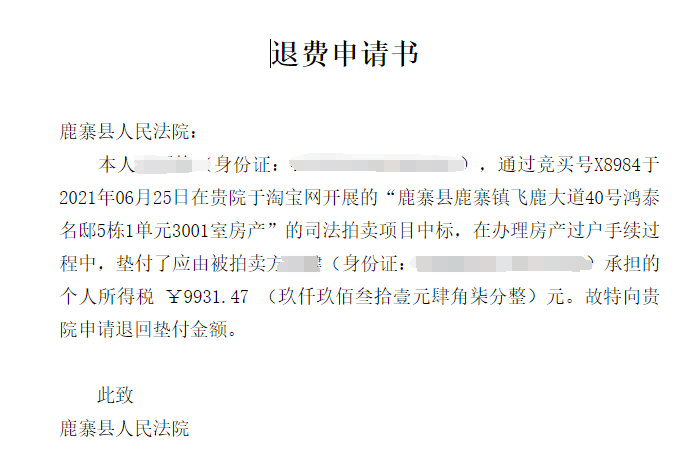 退费申请书
鹿寨县人民法院：
本人（身份证：），通过竞买号X8984于
2021年06月25日在贵院于淘宝网开展的“鹿寨县鹿寨镇飞鹿大道40号鸿泰
名邸5栋1单元3001室房产”的司法拍卖项目中标，在办理房产过户手续过
程中，垫付了应由被拍卖方（身份证：）承担的
个人所得税 ￥9931.47 （玖仟玖佰叁拾壹元肆角柒分整）元。故特向贵
院申请退回垫付金额。
此致
鹿寨县人民法院